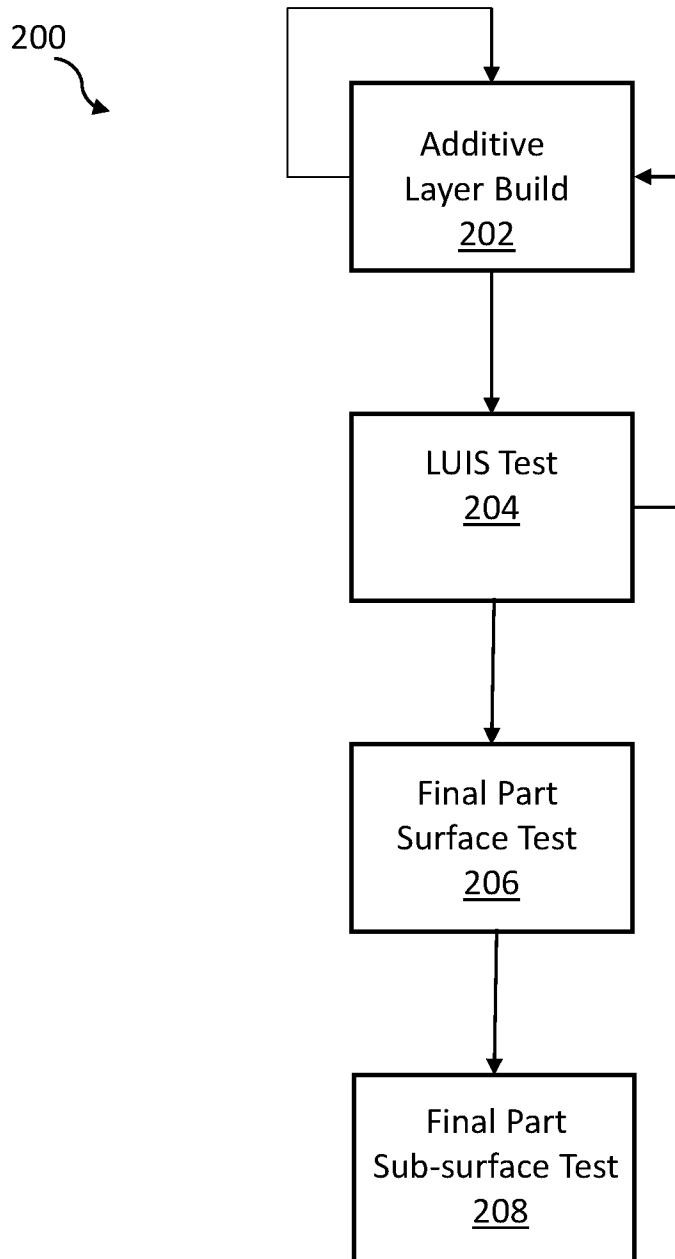 200
Additive
Layer Build
202
LUIS Test
204
Final Part
Surface Test
206
Final Part
Sub-surface Test
208